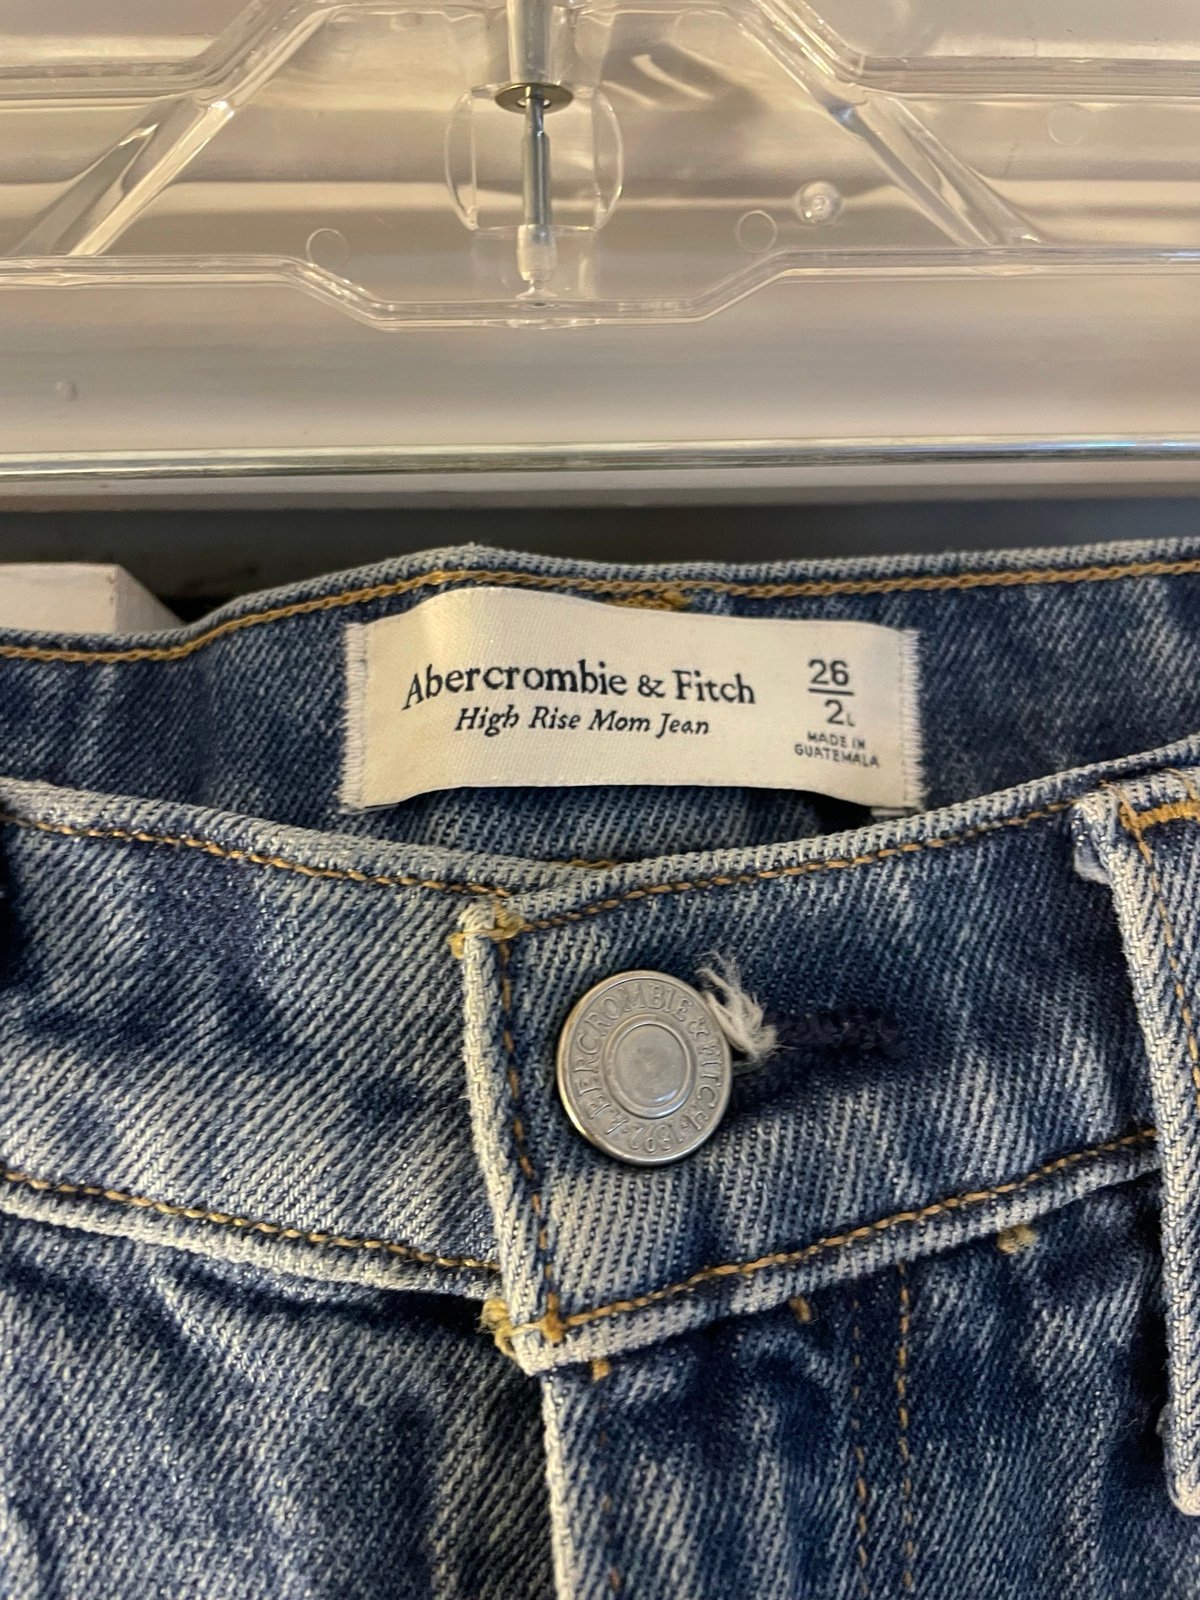 Abercrombie & Fitch
High Rise Mom Jean
26
2L
MADE IN
GUATEMALA
ABERCROMBIE & FITCH · 1892 ·